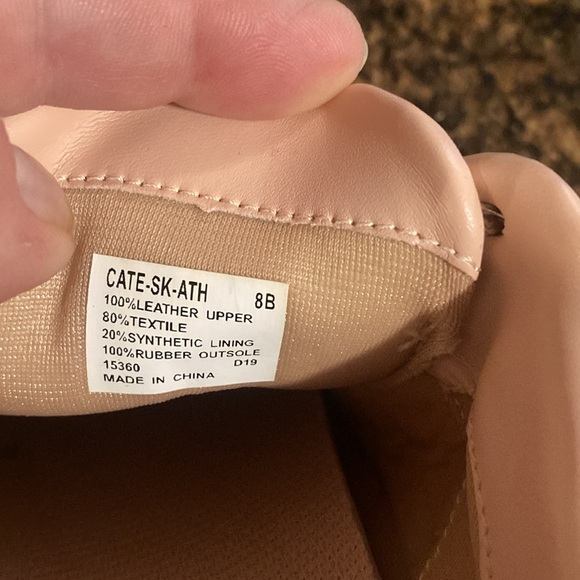 CATE-SK-ATH 8B
100%LEATHER UPPER
80%TEXTILE
20%SYNTHETIC LINING
100%RUBBER OUTSOLE
15360 D19
MADE IN CHINA